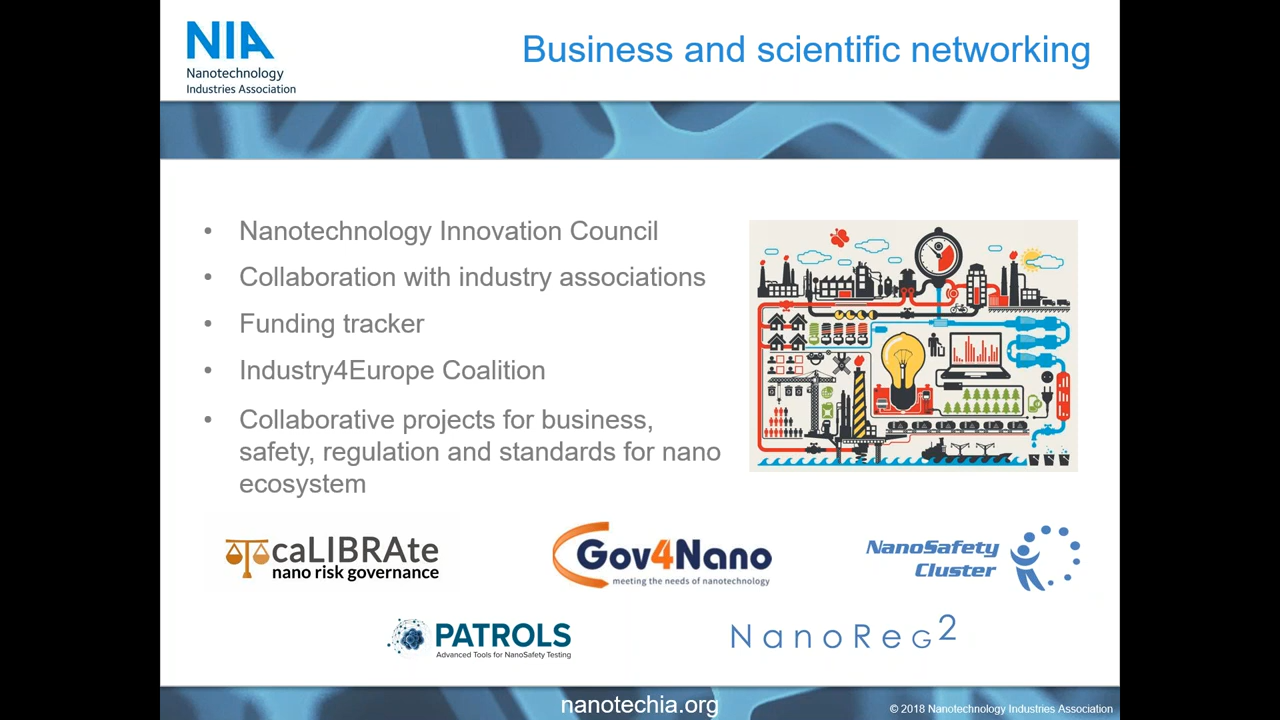 NIA
Nanotechnology
Industries Association
Business and scientific networking
• Nanotechnology Innovation Council
• Collaboration with industry associations
• Funding tracker
• Industry4Europe Coalition
• Collaborative projects for business,
safety, regulation and standards for nano
ecosystem
caLIBRAte
nano risk governance
Gov4Nano
meeting the needs of nanotechnology
NanoSafety
Cluster
PATROLS
Advanced Tools for NanoSafety Testing
NanoReg2
nanotechia.org
© 2018 Nanotechnology Industries Association